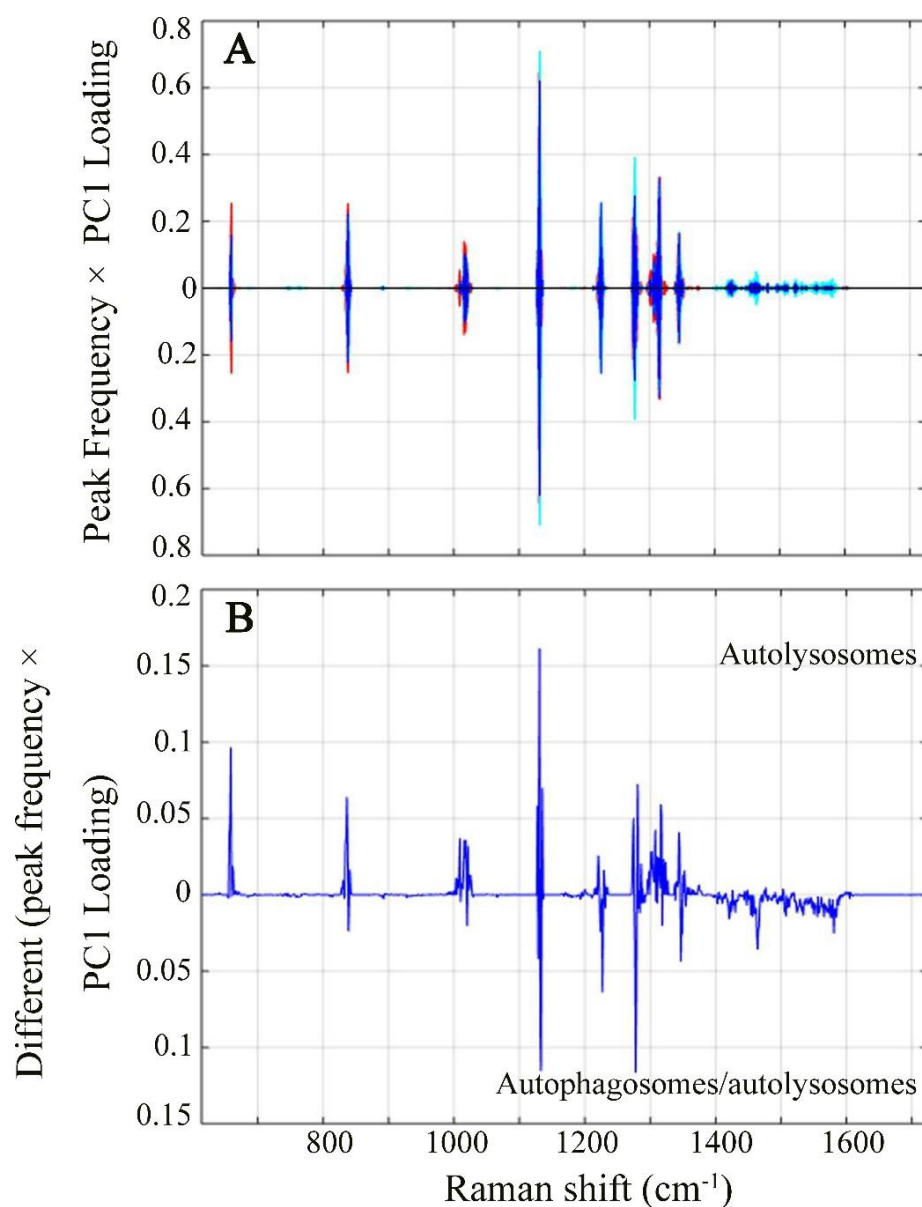 A
Peak Frequency × PC1 Loading
0.8
0.6
0.4
0.2
0
0.2
0.4
0.6
0.8
B
Different (peak frequency ×
PC1 Loading)
0.2
0.15
0.1
0.05
0
0.05
0.1
0.15
Autolysosomes
Autophagosomes/autolysosomes
800 1000 1200 1400 1600
Raman shift (cm⁻¹)